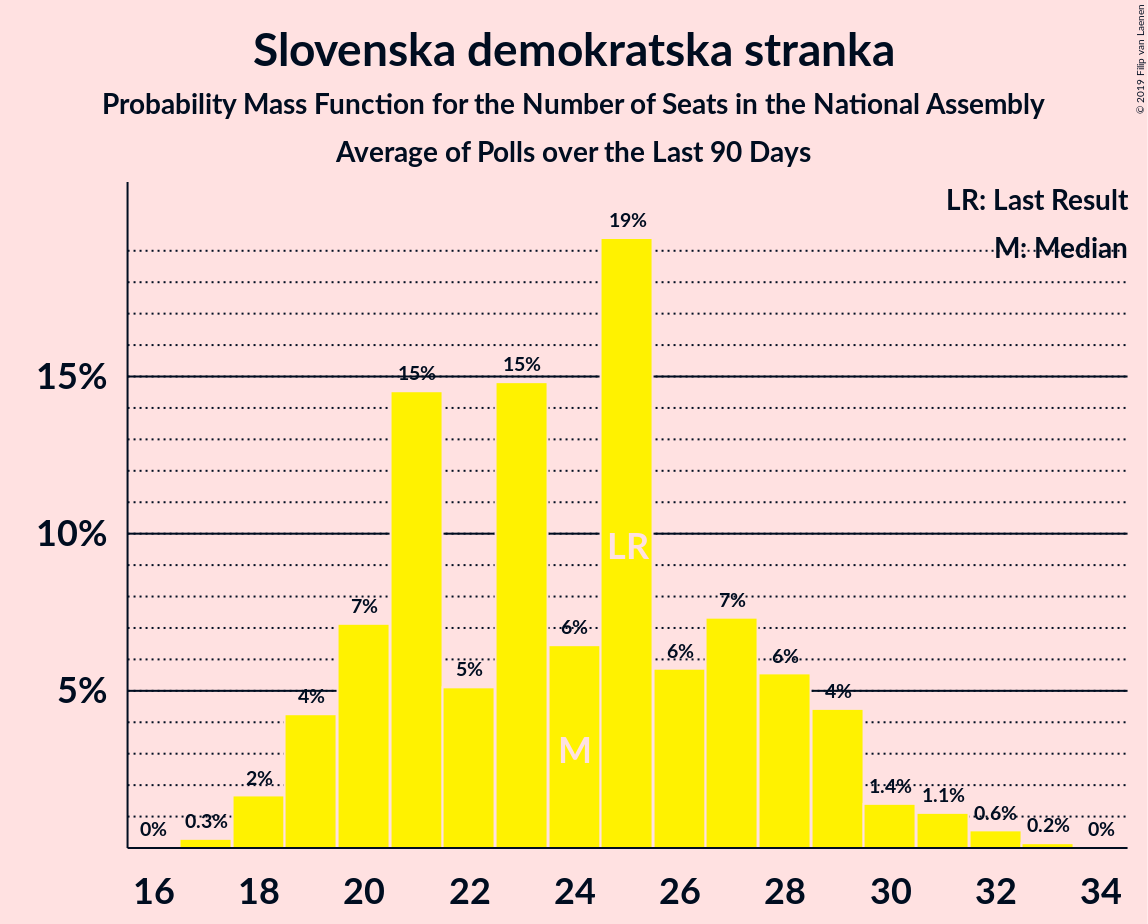 Slovenska demokratska stranka
Probability Mass Function for the Number of Seats in the National Assembly
Average of Polls over the Last 90 Days
© 2019 Filip van Laenen
LR: Last Result
M: Median
15%
10%
5%
0%
0.3%
2%
4%
7%
15%
5%
15%
6%
19%
6%
7%
6%
4%
1.4%
1.1%
0.6%
0.2%
0%
LR
M
16 18 20 22 24 26 28 30 32 34